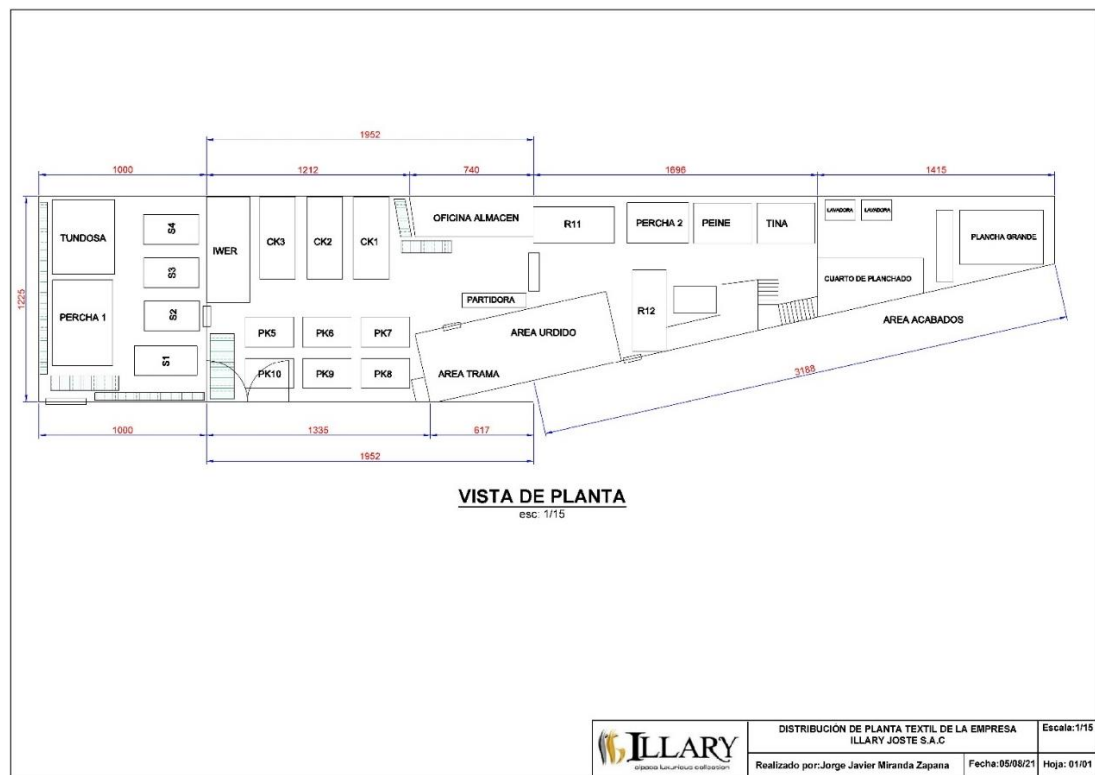 1952
1000
1212
740
1696
1415
TUNDOSA
S4
IWER
CK3
CK2
CK1
OFICINA ALMACEN
R11
PERCHA 2
PEINE
TINA
LAVADORA
LAVADORA
PLANCHA GRANDE
S3
CUARTO DE PLANCHADO
1225
PERCHA 1
S2
PARTIDORA
R12
AREA ACABADOS
PK5
PK6
PK7
AREA URDIDO
S1
PK10
PK9
PK8
AREA TRAMA
3188
1000
1335
617
1952
VISTA DE PLANTA
esc: 1/15
ILLARY
alpaca luxurious collection
DISTRIBUCIÓN DE PLANTA TEXTIL DE LA EMPRESA
ILLARY JOSTE S.A.C
Escala:1/15
Realizado por:Jorge Javier Miranda Zapana
Fecha:05/08/21
Hoja: 01/01